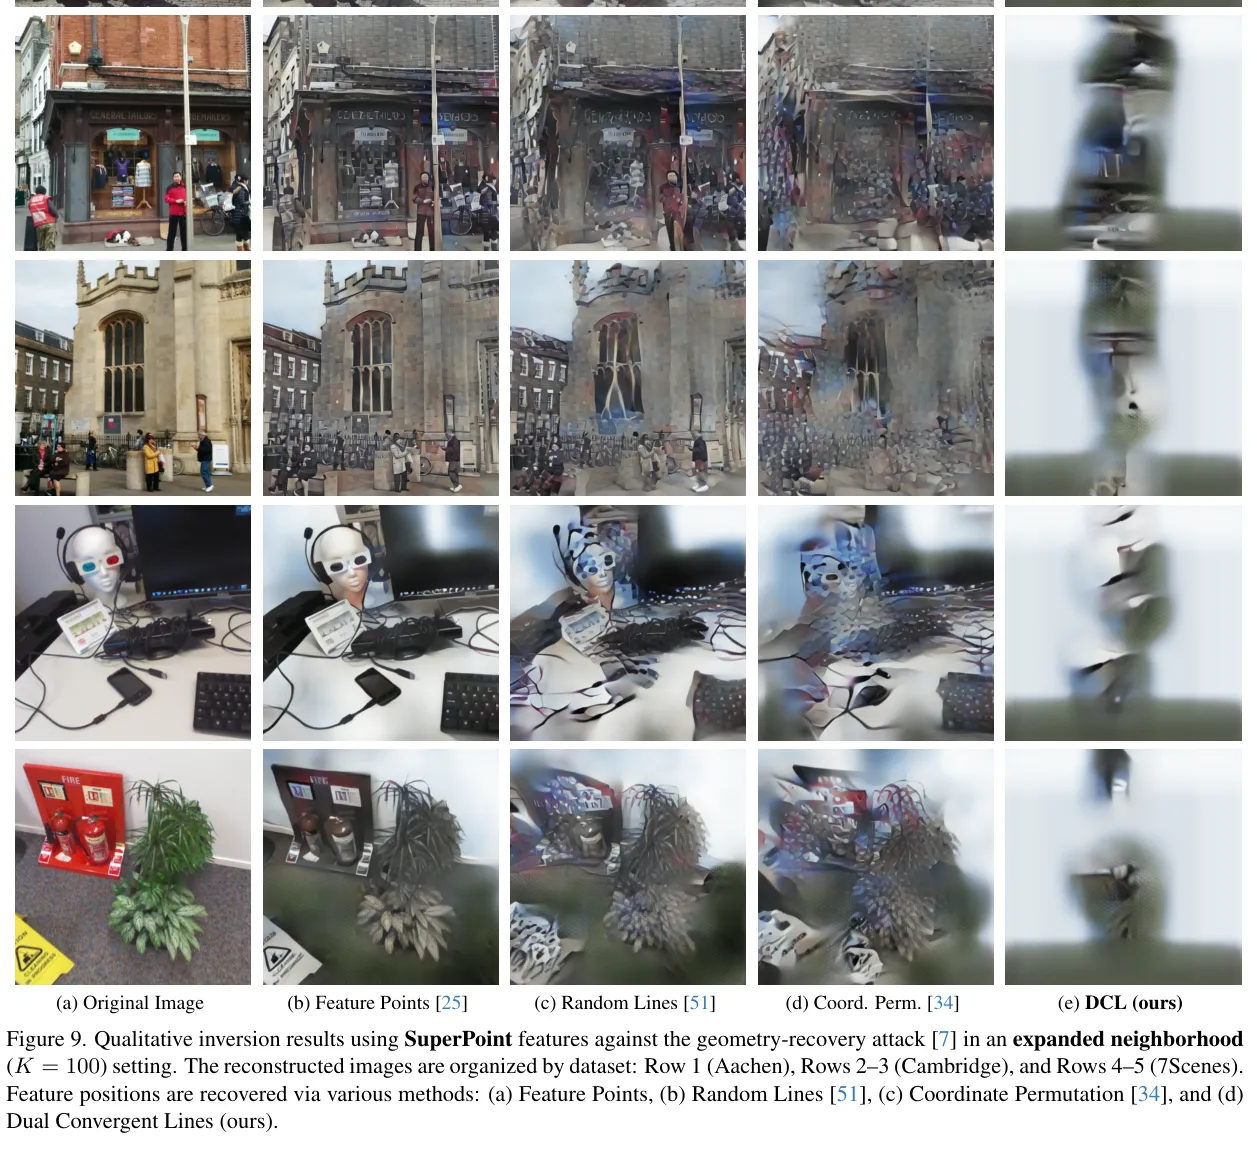 GENERAL TAILORS
FIRE
(a) Original Image
(b) Feature Points [25]
(c) Random Lines [51]
(d) Coord. Perm. [34]
(e) DCL (ours)
Figure 9. Qualitative inversion results using SuperPoint features against the geometry-recovery attack [7] in an expanded neighborhood
(K = 100) setting. The reconstructed images are organized by dataset: Row 1 (Aachen), Rows 2–3 (Cambridge), and Rows 4–5 (7Scenes).
Feature positions are recovered via various methods: (a) Feature Points, (b) Random Lines [51], (c) Coordinate Permutation [34], and (d)
Dual Convergent Lines (ours).